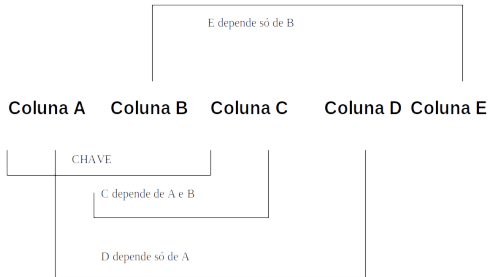 E depende só de B
Coluna A Coluna B Coluna C Coluna D Coluna E
CHAVE
C depende de A e B
D depende só de A